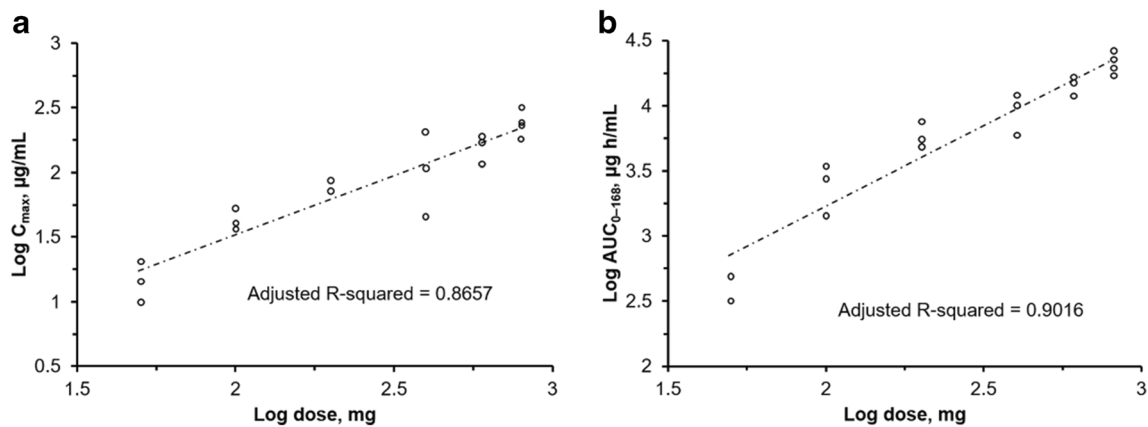 a
3
2.5
2
1.5
1
0.5
1.5
2
2.5
3
Log Cmax, µg/mL
Log dose, mg
Adjusted R-squared = 0.8657
b
4.5
4
3.5
3
2.5
2
1.5
2
2.5
3
Log AUC0–168, µg h/mL
Log dose, mg
Adjusted R-squared = 0.9016